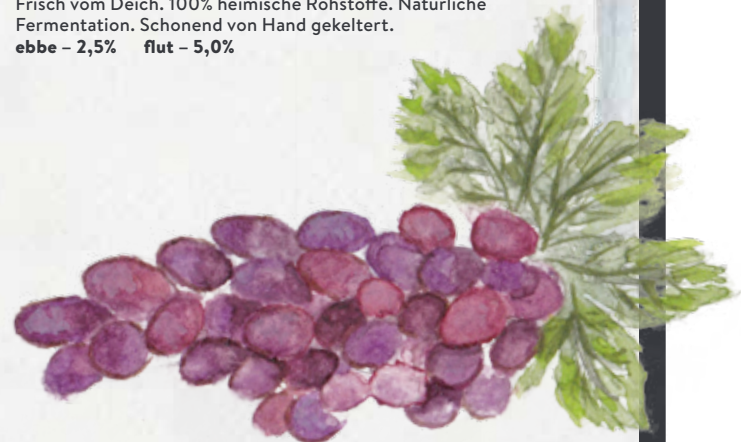 Frisch vom Deich. 100% heimische Rohstoffe. Natürliche
Fermentation. Schonend von Hand gekeltert.
ebbe – 2,5% flut – 5,0%